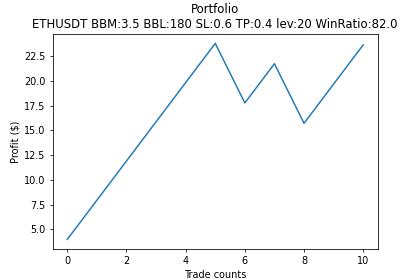 Portfolio
ETHUSDT BBM:3.5 BBL:180 SL:0.6 TP:0.4 lev:20 WinRatio:82.0
22.5
20.0
17.5
15.0
12.5
10.0
7.5
5.0
Profit ($)
0 2 4 6 8 10
Trade counts